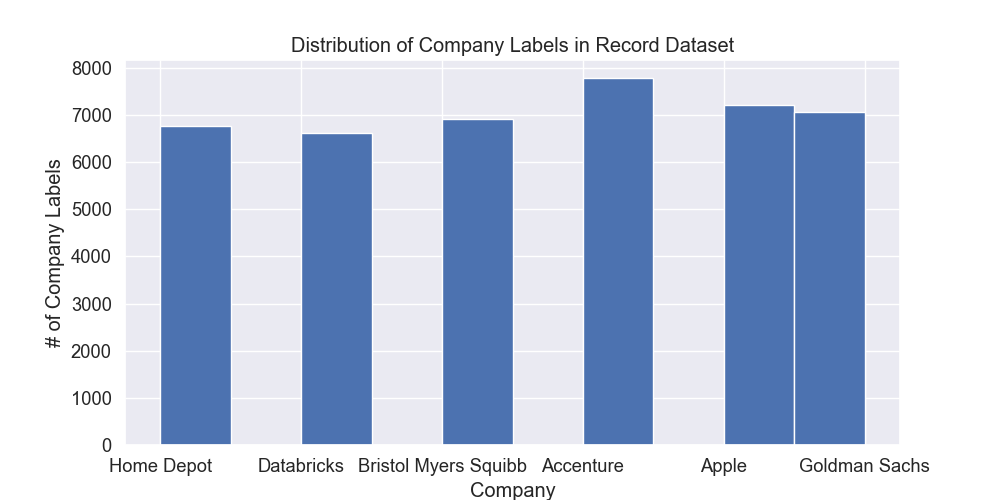 Distribution of Company Labels in Record Dataset
8000
7000
6000
5000
4000
3000
2000
1000
0
# of Company Labels
Home Depot Databricks Bristol Myers Squibb Accenture Apple Goldman Sachs
Company